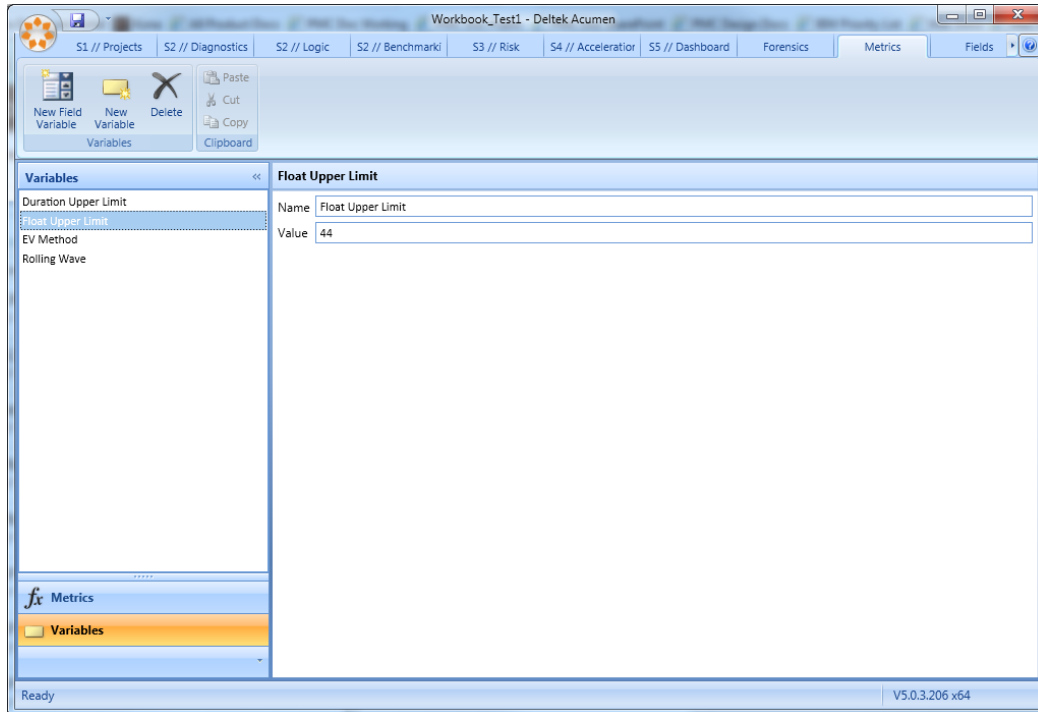 Workbook_Test1 - Deltek Acumen
S1 // Projects S2 // Diagnostics S2 // Logic S2 // Benchmarki S3 // Risk S4 // Acceleratior S5 // Dashboard Forensics Metrics Fields
Paste
Cut
Copy
New Field Variable
New Variable
Delete
Variables
Clipboard
Variables
Duration Upper Limit
Float Upper Limit
EV Method
Rolling Wave
Float Upper Limit
Name Float Upper Limit
Value 44
fx Metrics
Variables
Ready
V5.0.3.206 x64